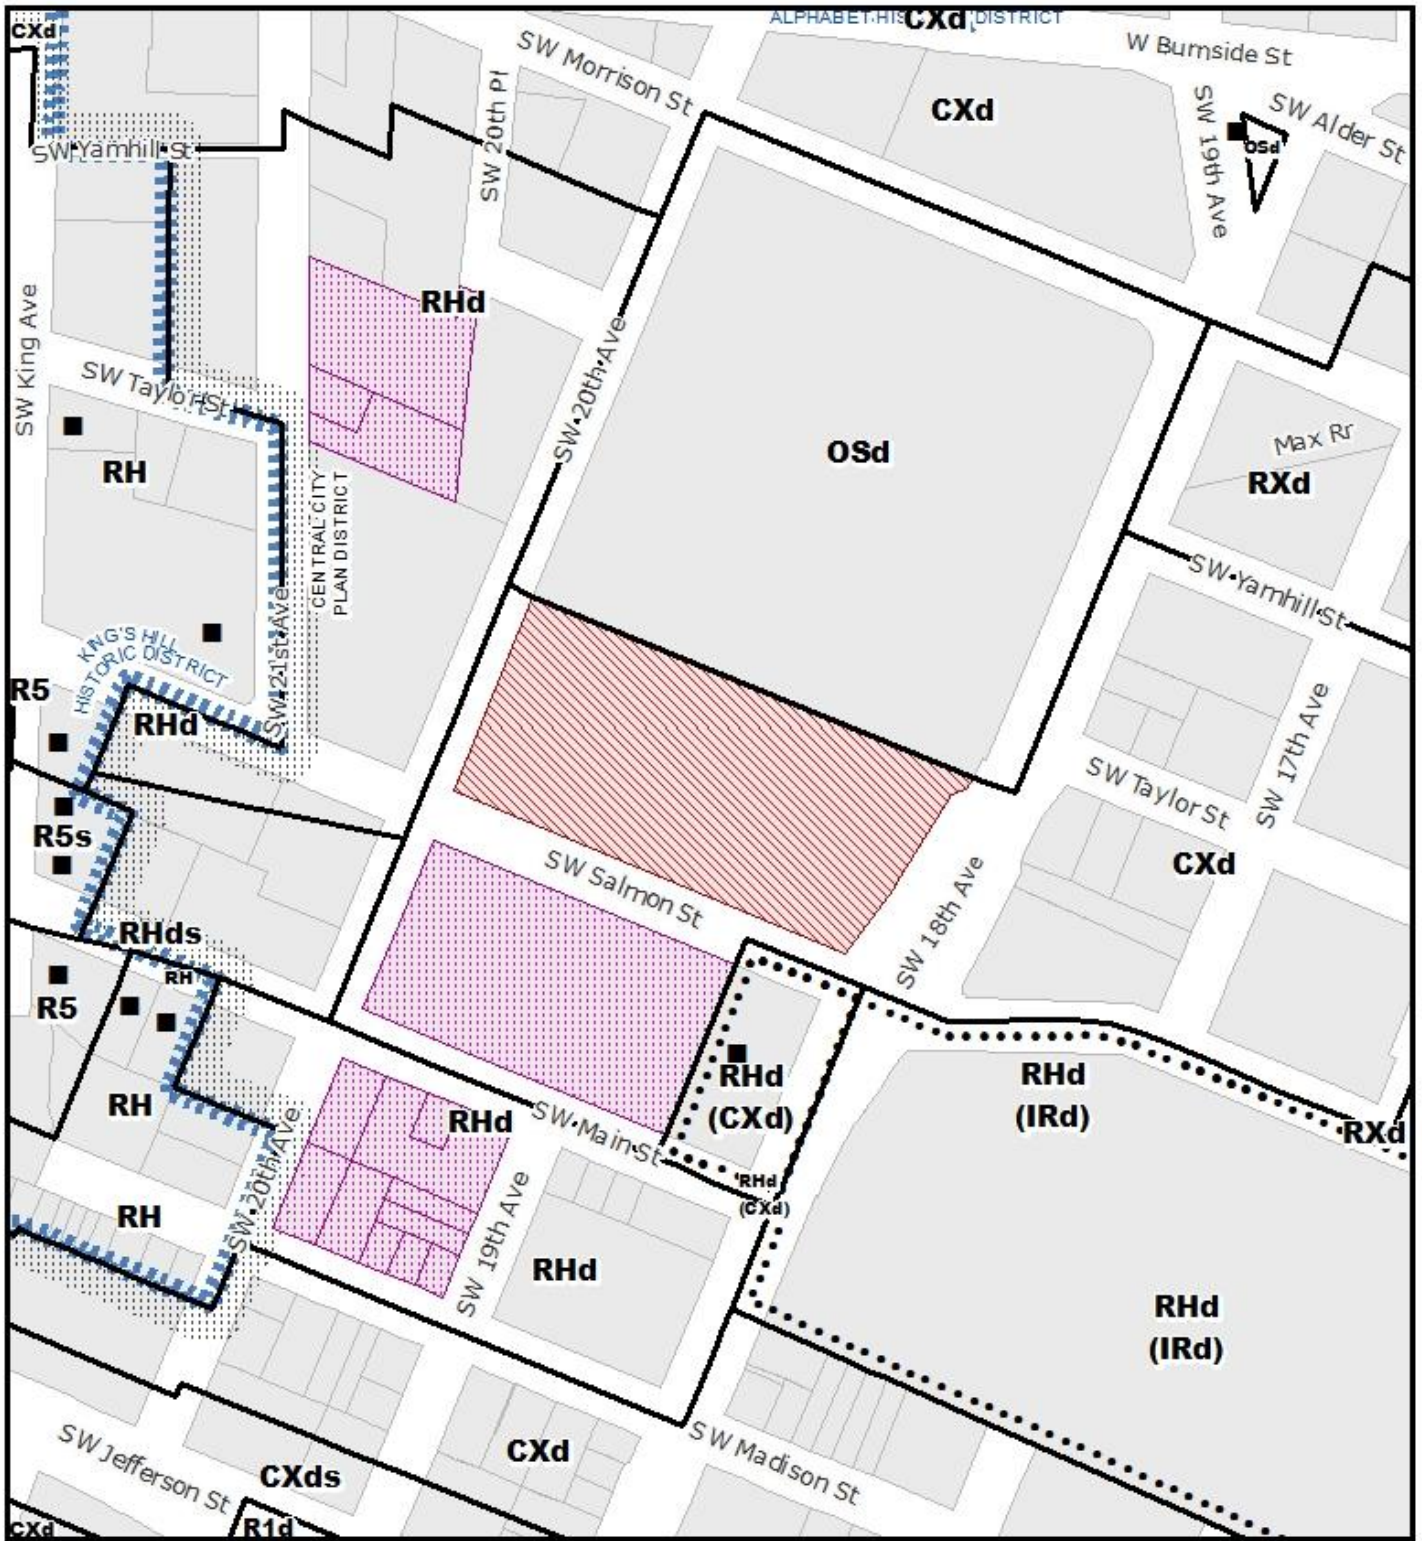 CXd
ALPHABET HIS
CXd
DISTRICT
W Burnside St
SW Morrison St
SW 20th Pl
CXd
SW 19th Ave
SW Alder St
OSd
SW Yamhill St
RHd
SW King Ave
SW Taylor St
SW 20th Ave
OSd
Max Rr
RXd
RH
CENTRAL CITY
PLAN DISTRICT
SW Yamhill St
SW 21st Ave
KING'S HILL
HISTORIC DISTRICT
R5
RHd
SW 17th Ave
SW Taylor St
R5s
SW Salmon St
CXd
SW 18th Ave
RHds
RH
R5
RHd
(CXd)
RHd
(IRd)
RH
RHd
SW Main St
RXd
SW 20th Ave
RHd
(CXd)
RH
SW 19th Ave
RHd
RHd
(IRd)
SW Jefferson St
CXds
CXd
SW Madison St
CXd
R1d